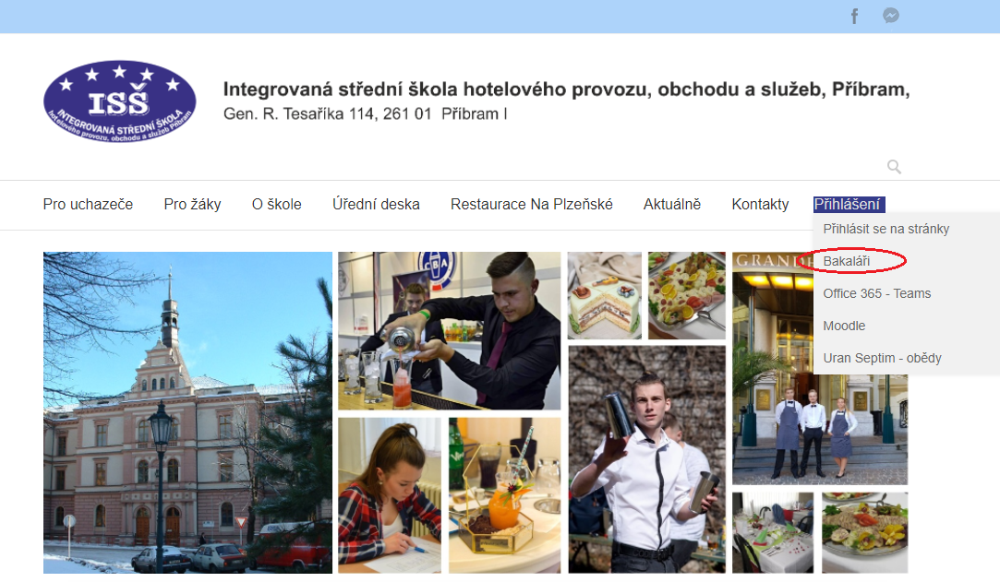 ISŠ
INTEGROVANÁ STŘEDNÍ ŠKOLA
hotelového provozu, obchodu a služeb Příbram
Integrovaná střední škola hotelového provozu, obchodu a služeb, Příbram,
Gen. R. Tesaříka 114, 261 01  Příbram I
Pro uchazeče
Pro žáky
O škole
Úřední deska
Restaurace Na Plzeňské
Aktuálně
Kontakty
Přihlášení
Přihlásit se na stránky
Bakaláři
Office 365 - Teams
Moodle
Uran Septim - obědy
CBA